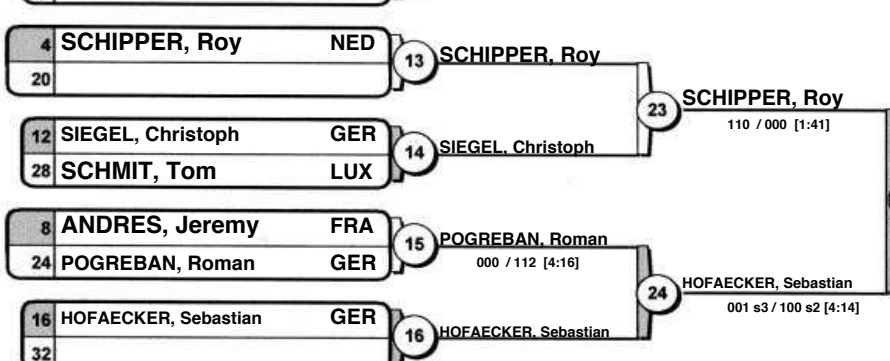 4 SCHIPPER, Roy NED
20
13 SCHIPPER, Roy
23 SCHIPPER, Roy
110 / 000 [1:41]
12 SIEGEL, Christoph GER
28 SCHMIT, Tom LUX
14 SIEGEL, Christoph
8 ANDRES, Jeremy FRA
24 POGREBAN, Roman GER
15 POGREBAN, Roman
000 / 112 [4:16]
24 HOFAECKER, Sebastian
001 s3 / 100 s2 [4:14]
16 HOFAECKER, Sebastian GER
32
16 HOFAECKER, Sebastian